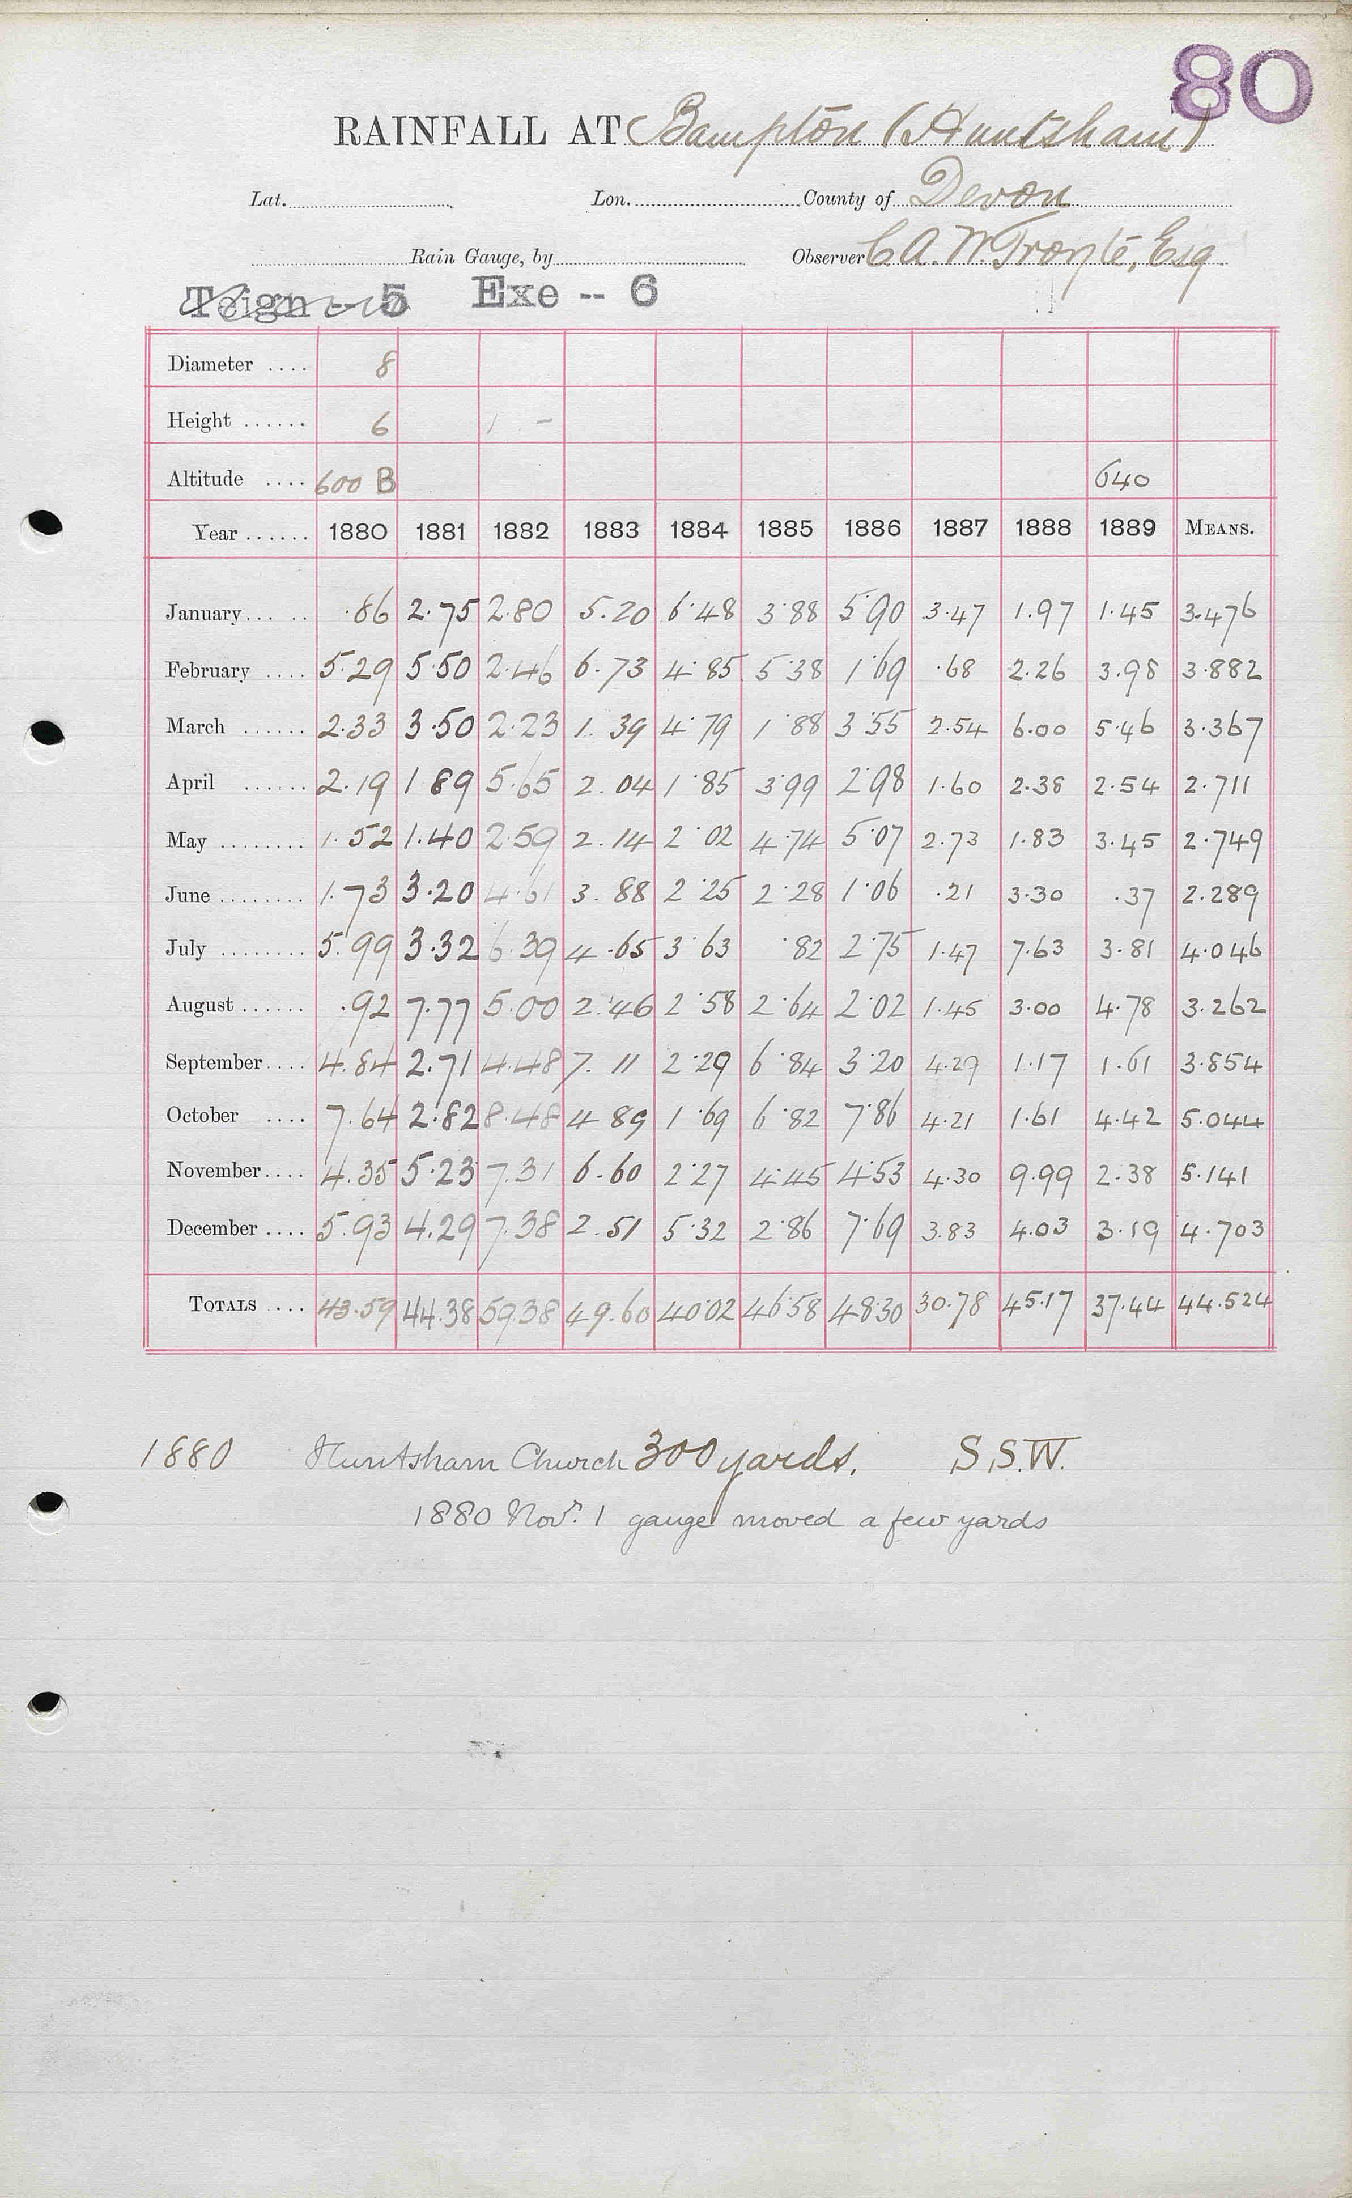 80
RAINFALL AT Bampton (Huntsham)
Lat. Lon. County of Devon
Rain Gauge, by Observer C A. W. Troyte, Esq
Teign -- 5 Exe -- 6
Diameter .... 8
Height ...... 6 1 -
Altitude .... 600 B 640
Year ...... 1880 1881 1882 1883 1884 1885 1886 1887 1888 1889 MEANS.
January... .. .86 2.75 2.80 5.20 6.48 3.88 5.90 3.47 1.97 1.45 3.476
February .... 5.29 5.50 2.46 6.73 4.85 5.38 1.69 .68 2.26 3.98 3.882
March ...... 2.33 3.50 2.23 1.39 4.79 1.88 3.55 2.54 6.00 5.46 3.367
April ...... 2.19 1.89 5.65 2.04 1.85 3.99 2.98 1.60 2.38 2.54 2.711
May ........ 1.52 1.40 2.59 2.14 2.02 4.74 5.07 2.73 1.83 3.45 2.749
June ........ 1.73 3.20 4.61 3.88 2.25 2.28 1.06 .21 3.30 .37 2.289
July ........ 5.99 3.32 6.39 4.65 3.63 .82 2.75 1.47 7.63 3.81 4.046
August ...... .92 7.77 5.00 2.46 2.58 2.64 2.02 1.45 3.00 4.78 3.262
September.... 4.84 2.71 4.48 7.11 2.29 6.84 3.20 4.29 1.17 1.61 3.854
October .... 7.64 2.82 8.48 4.89 1.69 6.82 7.86 4.21 1.61 4.42 5.044
November.... 4.35 5.23 7.31 6.60 2.27 4.45 4.53 4.30 9.99 2.38 5.141
December .... 5.93 4.29 7.38 2.51 5.32 2.86 7.69 3.83 4.03 3.19 4.703
TOTALS .... 43.59 44.38 59.38 49.60 40.02 46.58 48.30 30.78 45.17 37.44 44.524
1880 Huntsham Church 300 yards. S.S.W.
1880 Novr. 1 gauge moved a few yards